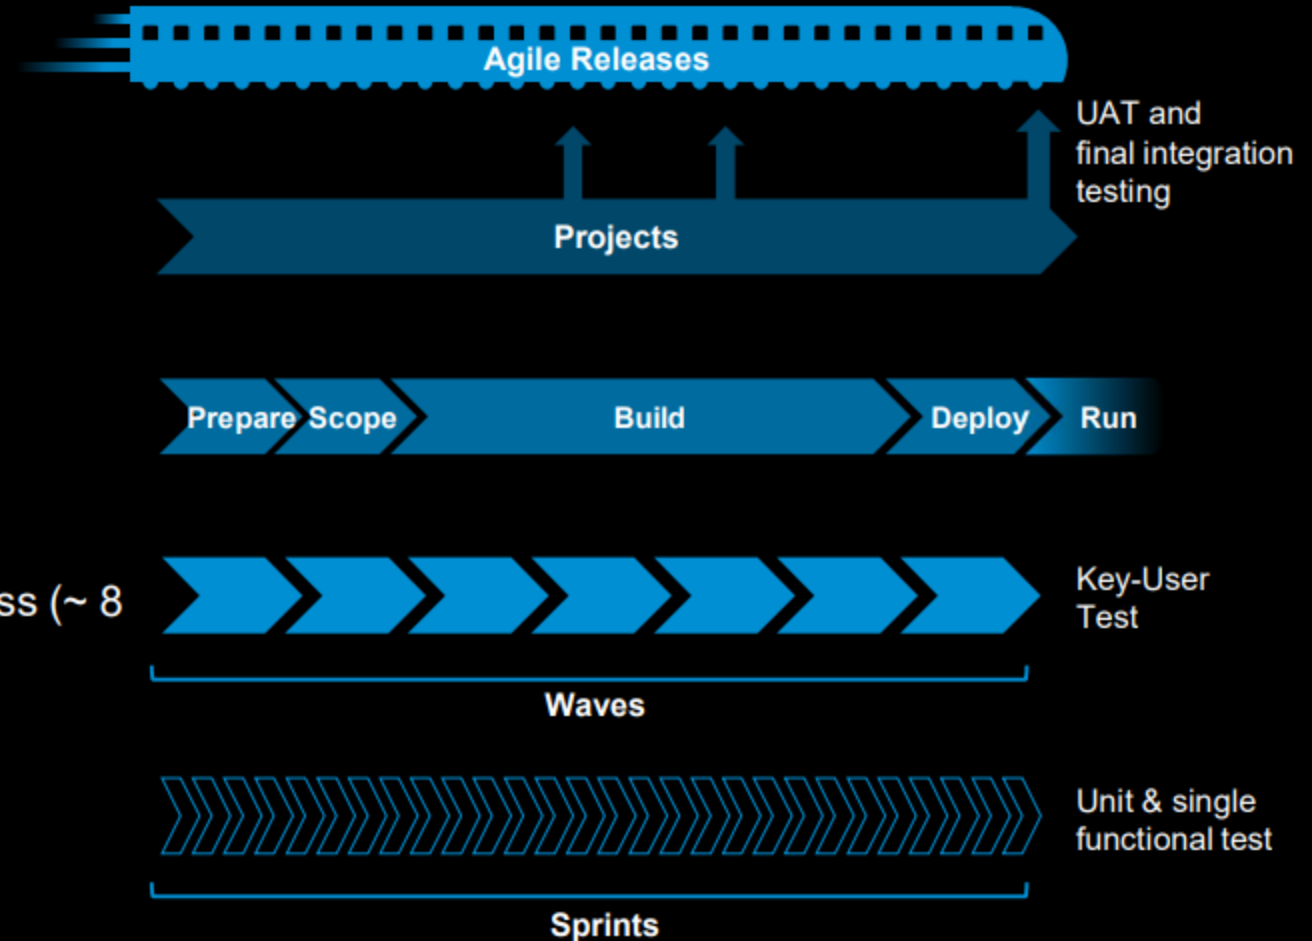 Agile Releases
UAT and
final integration
testing
Projects
Prepare Scope Build Deploy Run
ss (~ 8
Key-User
Test
Waves
Unit & single
functional test
Sprints